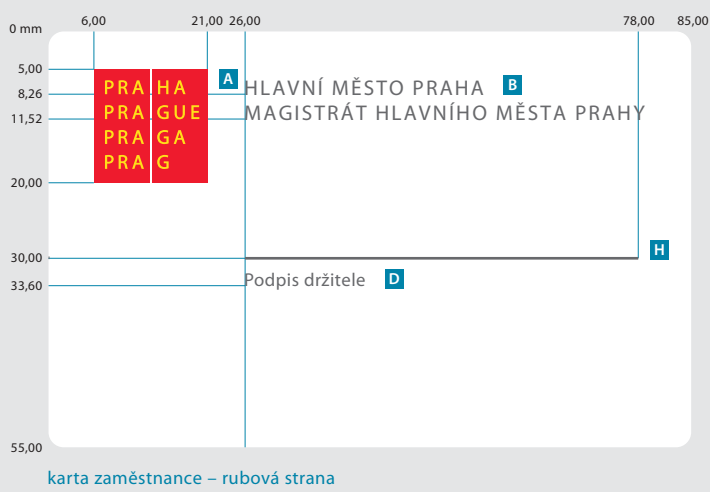 0 mm 6,00 21,00 26,00 78,00 85,00
5,00
8,26
11,52
20,00
30,00
33,60
55,00
PRA HA
PRA GUE
PRA GA
PRA G
A
HLAVNÍ MĚSTO PRAHA B
MAGISTRÁT HLAVNÍHO MĚSTA PRAHY
H
Podpis držitele D
karta zaměstnance – rubová strana